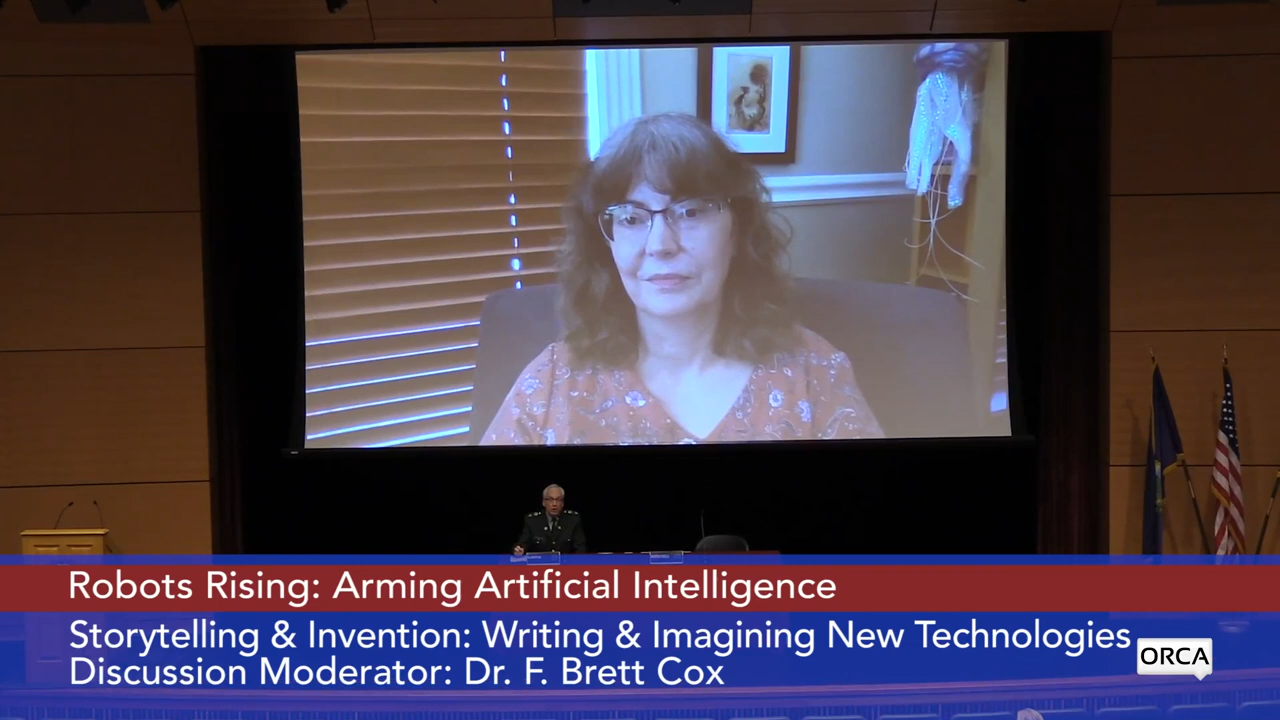 Robots Rising: Arming Artificial Intelligence
Storytelling & Invention: Writing & Imagining New Technologies
Discussion Moderator: Dr. F. Brett Cox
ORCA